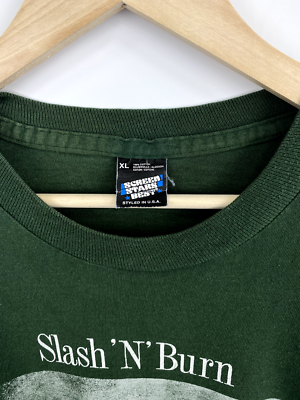 XL
SCREEN
STARS
BEST
STYLED IN U.S.A.
Slash 'N' Burn